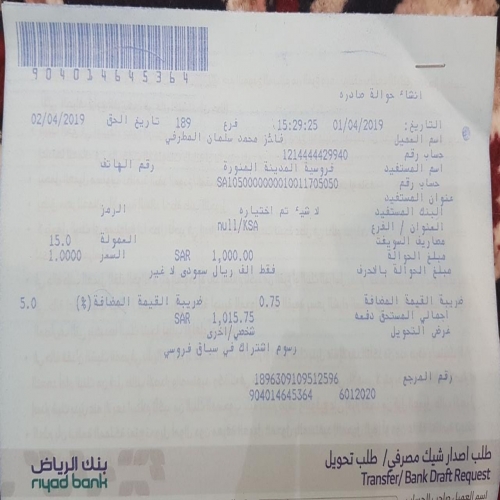 904014645364
انشاء حوالة صادره
التاريخ: 01/04/2019 15:29:25 فرع 189 تاريخ الحق 02/04/2019
اسم العميل فائز محمد سلمان المطرفي
حساب رقم 1214444429940
اسم المستفيد فروسية المدينة المنورة رقم الهاتف
حساب رقم SA1050000000010011705050
عنوان المستفيد
البنك المستفيد لا شيء تم اختياره الرمز
العنوان / الفرع null/KSA
مصاريف السويفت العمولة 15.0
مبلغ الحوالة SAR 1,000.00 السعر 1.0000
مبلغ الحوالة بالاحرف فقط الف ريال سعودى لا غير
ضريبة القيمة المضافة 0.75 ضريبة القيمة المضافة(%) 5.0
اجمالي المستحق دفعه SAR 1,015.75
غرض التحويل شخصي/اخرى
رسوم اشتراك في سباق فروسي
رقم المرجع 1896309109512596
904014645364 6012020
طلب اصدار شيك مصرفي/ طلب تحويل
Transfer/ Bank Draft Request
بنك الرياض
riyad bank